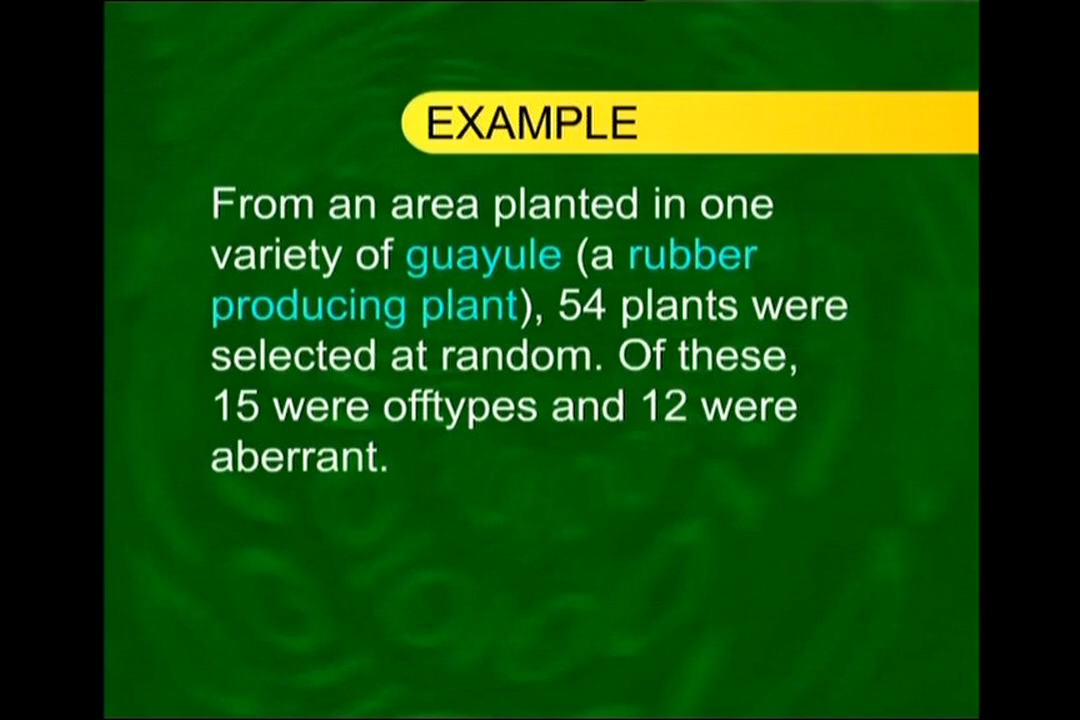 EXAMPLE
From an area planted in one
variety of guayule (a rubber
producing plant), 54 plants were
selected at random. Of these,
15 were offtypes and 12 were
aberrant.